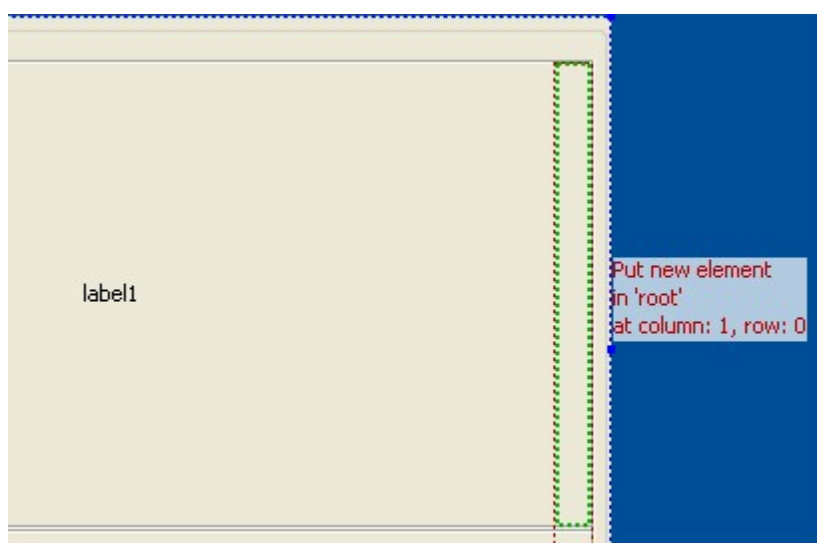 label1
Put new element
in 'root'
at column: 1, row: 0